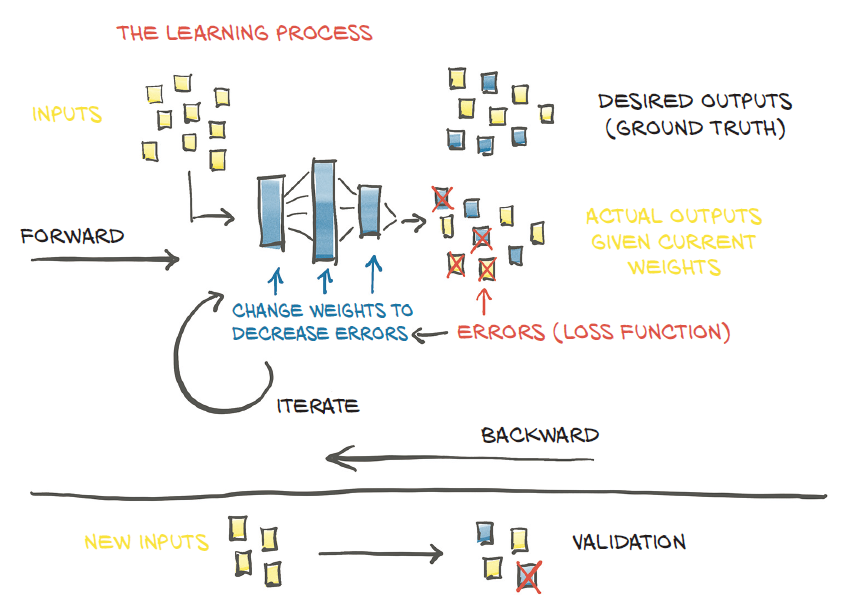 THE LEARNING PROCESS
INPUTS
DESIRED OUTPUTS
(GROUND TRUTH)
ACTUAL OUTPUTS
GIVEN CURRENT
WEIGHTS
FORWARD
CHANGE WEIGHTS TO
DECREASE ERRORS
ERRORS (LOSS FUNCTION)
ITERATE
BACKWARD
NEW INPUTS
VALIDATION